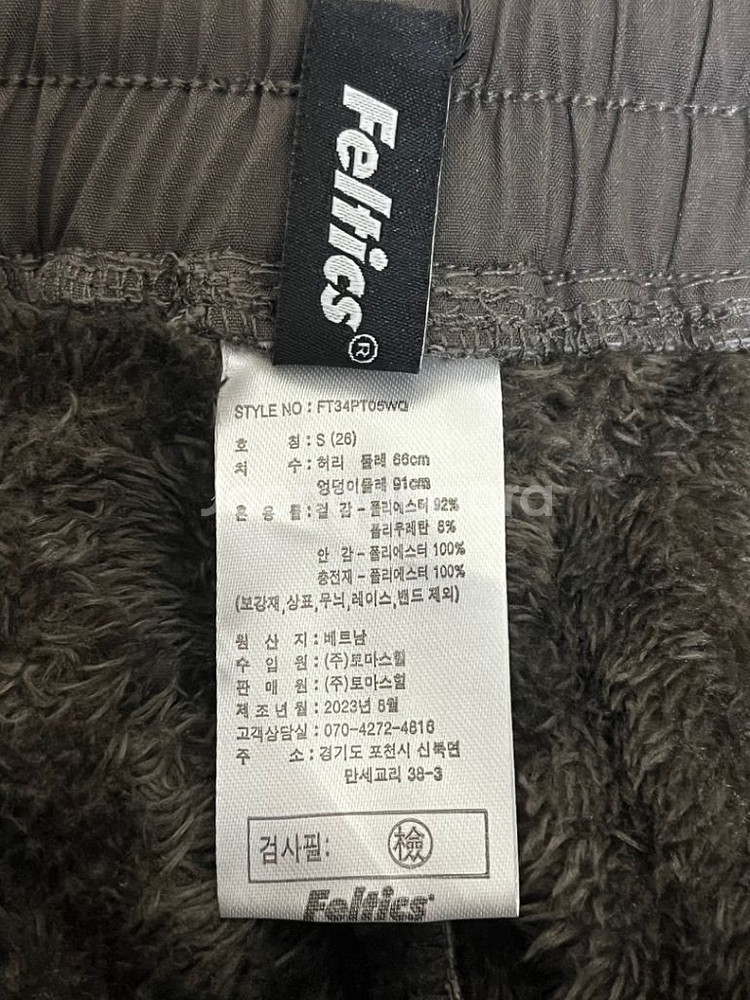 Feltics®
STYLE NO : FT34PT05WQ
호 칭 : S (26)
치 수 : 허리 둘레 66cm
엉덩이둘레 91cm
혼 용 률 : 겉 감 - 폴리에스터 92%
폴리우레탄 8%
안 감 - 폴리에스터 100%
충전재 - 폴리에스터 100%
(보강재,상표,무늬,레이스,밴드 제외)
원 산 지 : 베트남
수 입 원 : (주)토마스힐
판 매 원 : (주)토마스힐
제 조 년 월 : 2023년 8월
고객상담실 : 070-4272-4816
주 소 : 경기도 포천시 신북면
만세교리 38-3
검사필: 檢
Feltics